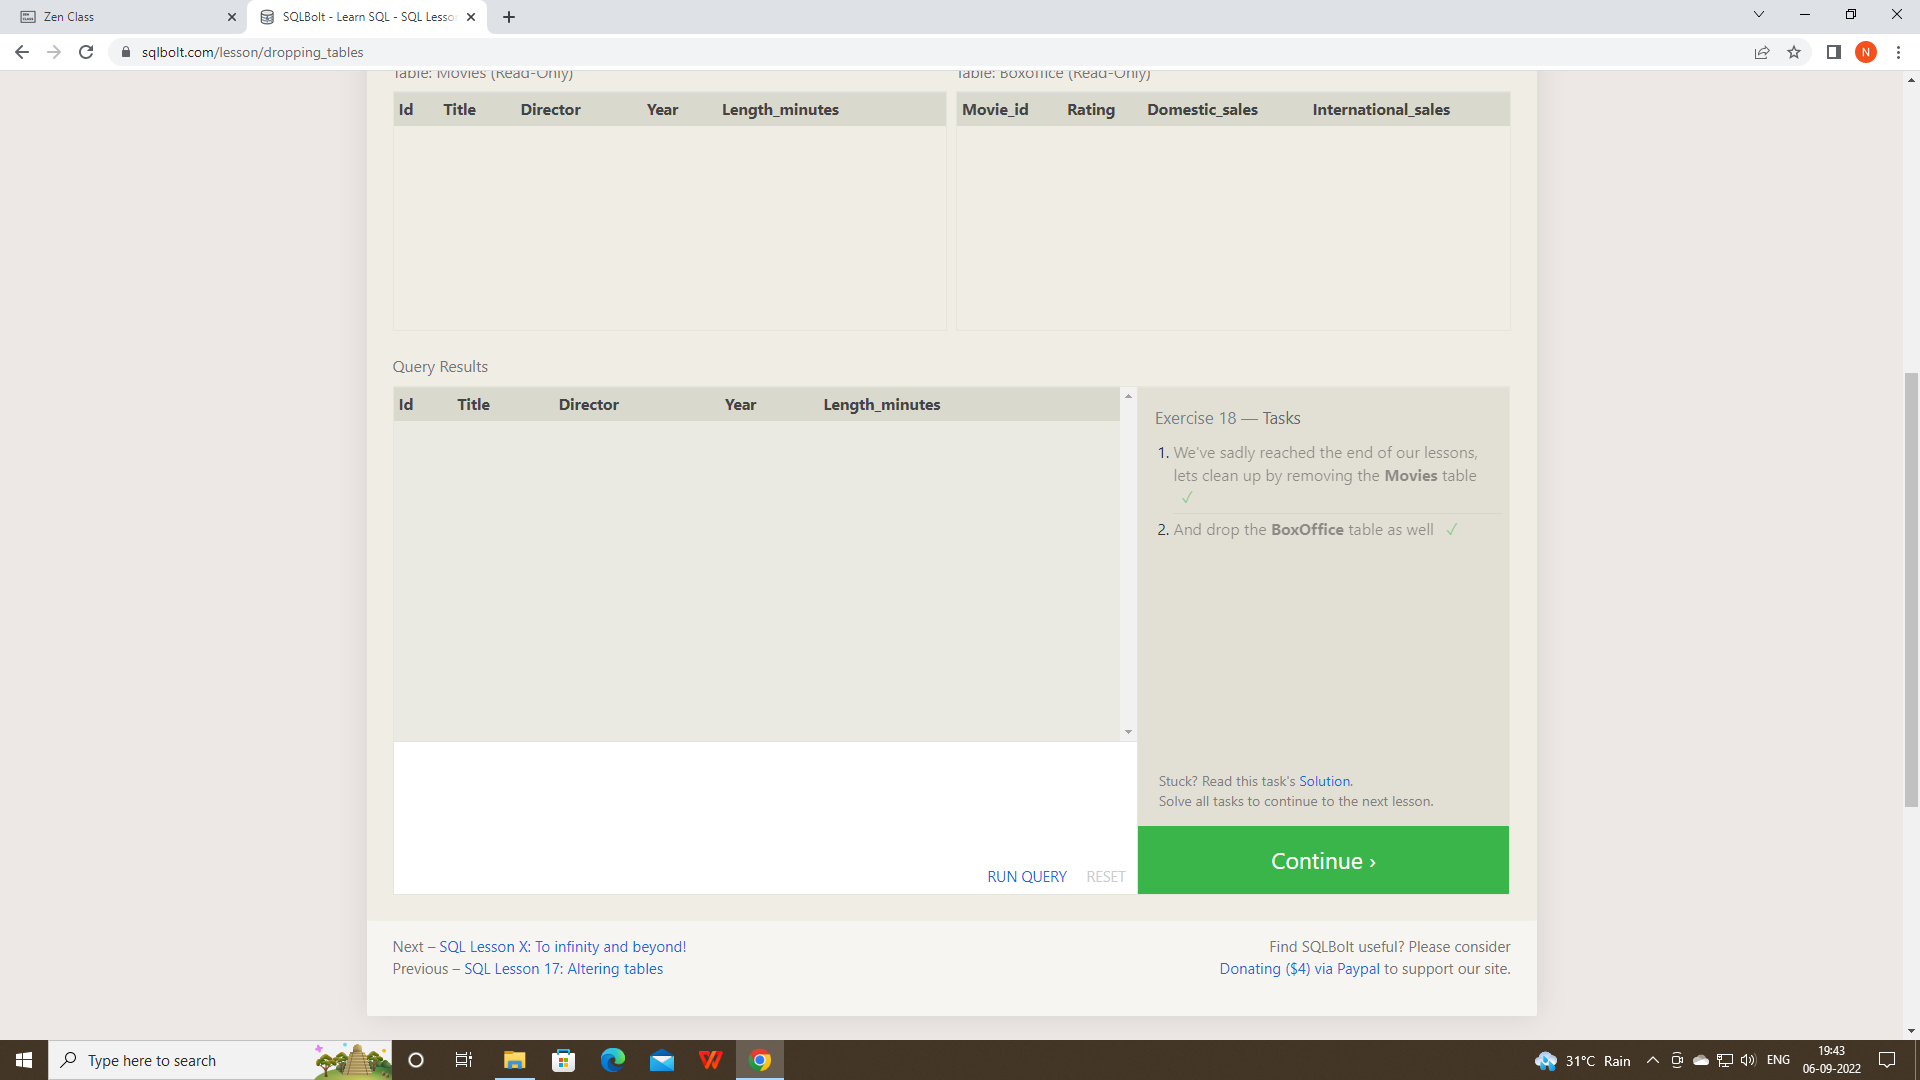 Zen Class
SQLBolt - Learn SQL - SQL Lesso
sqlbolt.com/lesson/dropping_tables
N
Table: Movies (Read-Only)
Table: Boxoffice (Read-Only)
Id Title Director Year Length_minutes
Movie_id Rating Domestic_sales International_sales
Query Results
Id Title Director Year Length_minutes
Exercise 18 — Tasks
1. We've sadly reached the end of our lessons,
lets clean up by removing the Movies table
✓
2. And drop the BoxOffice table as well ✓
Stuck? Read this task's Solution.
Solve all tasks to continue to the next lesson.
RUN QUERY RESET
Continue ›
Next – SQL Lesson X: To infinity and beyond!
Previous – SQL Lesson 17: Altering tables
Find SQLBolt useful? Please consider
Donating ($4) via Paypal to support our site.
Type here to search
31°C Rain
ENG
19:43
06-09-2022